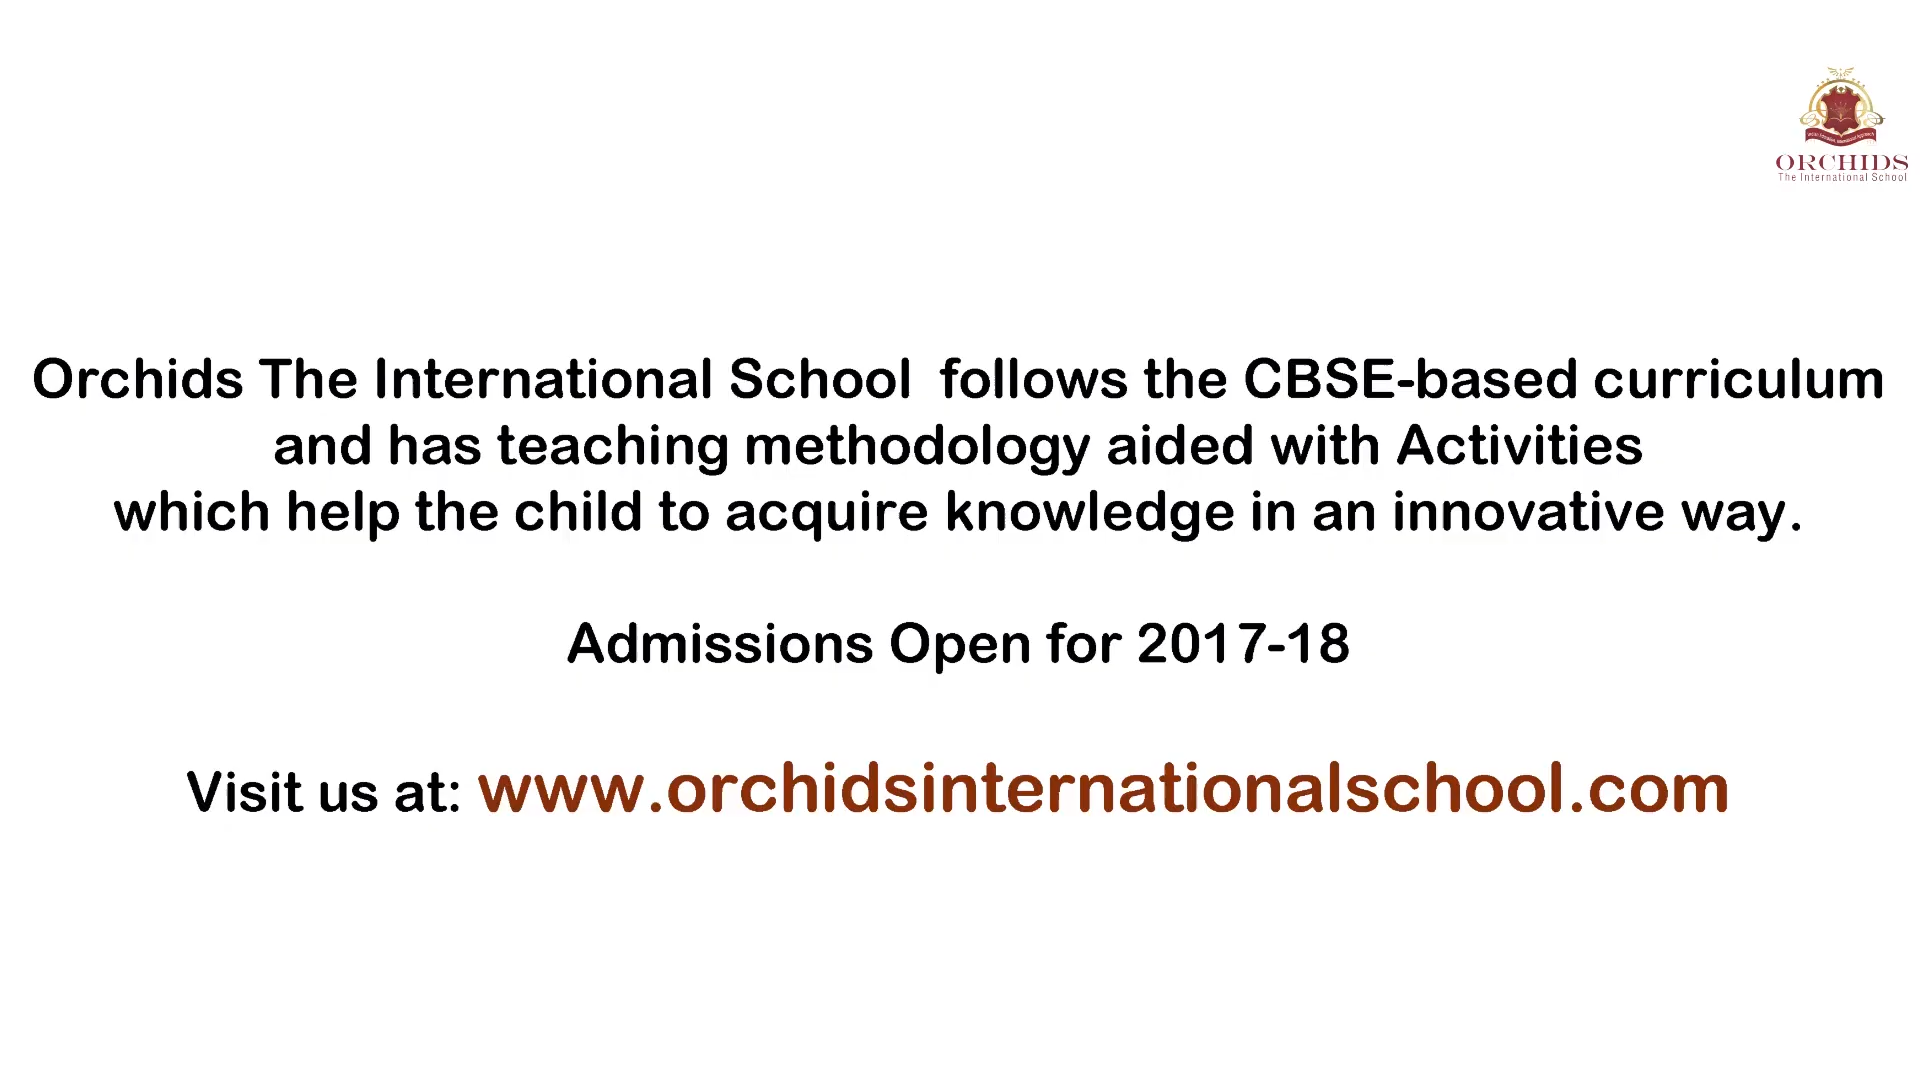 ORCHIDS
The International School
Orchids The International School follows the CBSE-based curriculum
and has teaching methodology aided with Activities
which help the child to acquire knowledge in an innovative way.
Admissions Open for 2017-18
Visit us at: www.orchidsinternationalschool.com